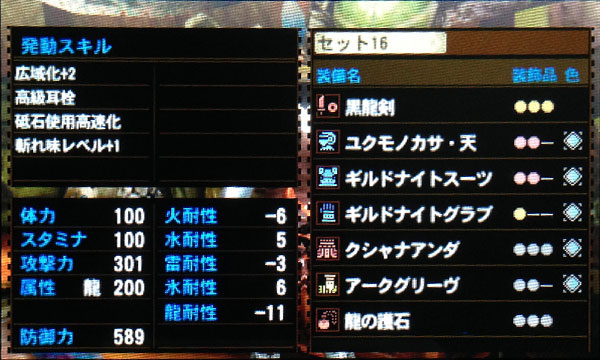 発動スキル
広域化+2
高級耳栓
砥石使用高速化
斬れ味レベル+1
体力 100 火耐性 -6
スタミナ 100 水耐性 5
攻撃力 301 雷耐性 -3
属性 龍 200 氷耐性 6
龍耐性 -11
防御力 589
セット16
装備名 装飾品 色
黒龍剣
ユクモノカサ・天
ギルドナイトスーツ
ギルドナイトグラブ
クシャナアンダ
アークグリーヴ
龍の護石